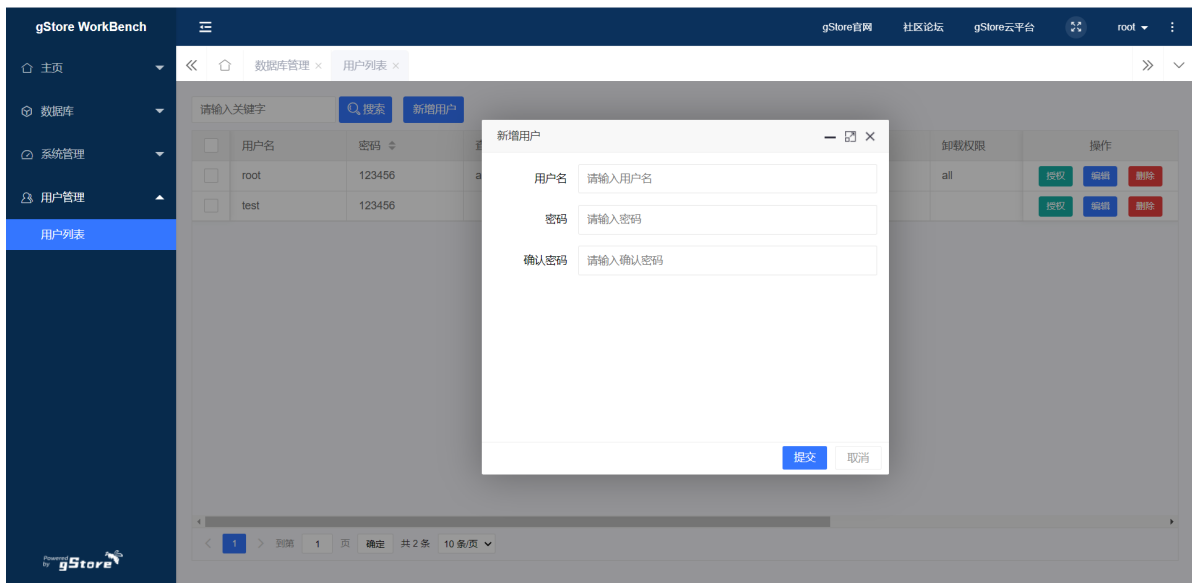 gStore WorkBench
gStore官网 社区论坛 gStore云平台 root
主页
数据库
系统管理
用户管理
用户列表
数据库管理 × 用户列表 ×
请输入关键字 搜索 新增用户
用户名 密码 卸载权限 操作
root 123456 all 授权 编辑 删除
test 123456 授权 编辑 删除
新增用户
用户名 请输入用户名
密码 请输入密码
确认密码 请输入确认密码
提交 取消
1 到第 1 页 确定 共 2 条 10 条/页
Powered by gStore